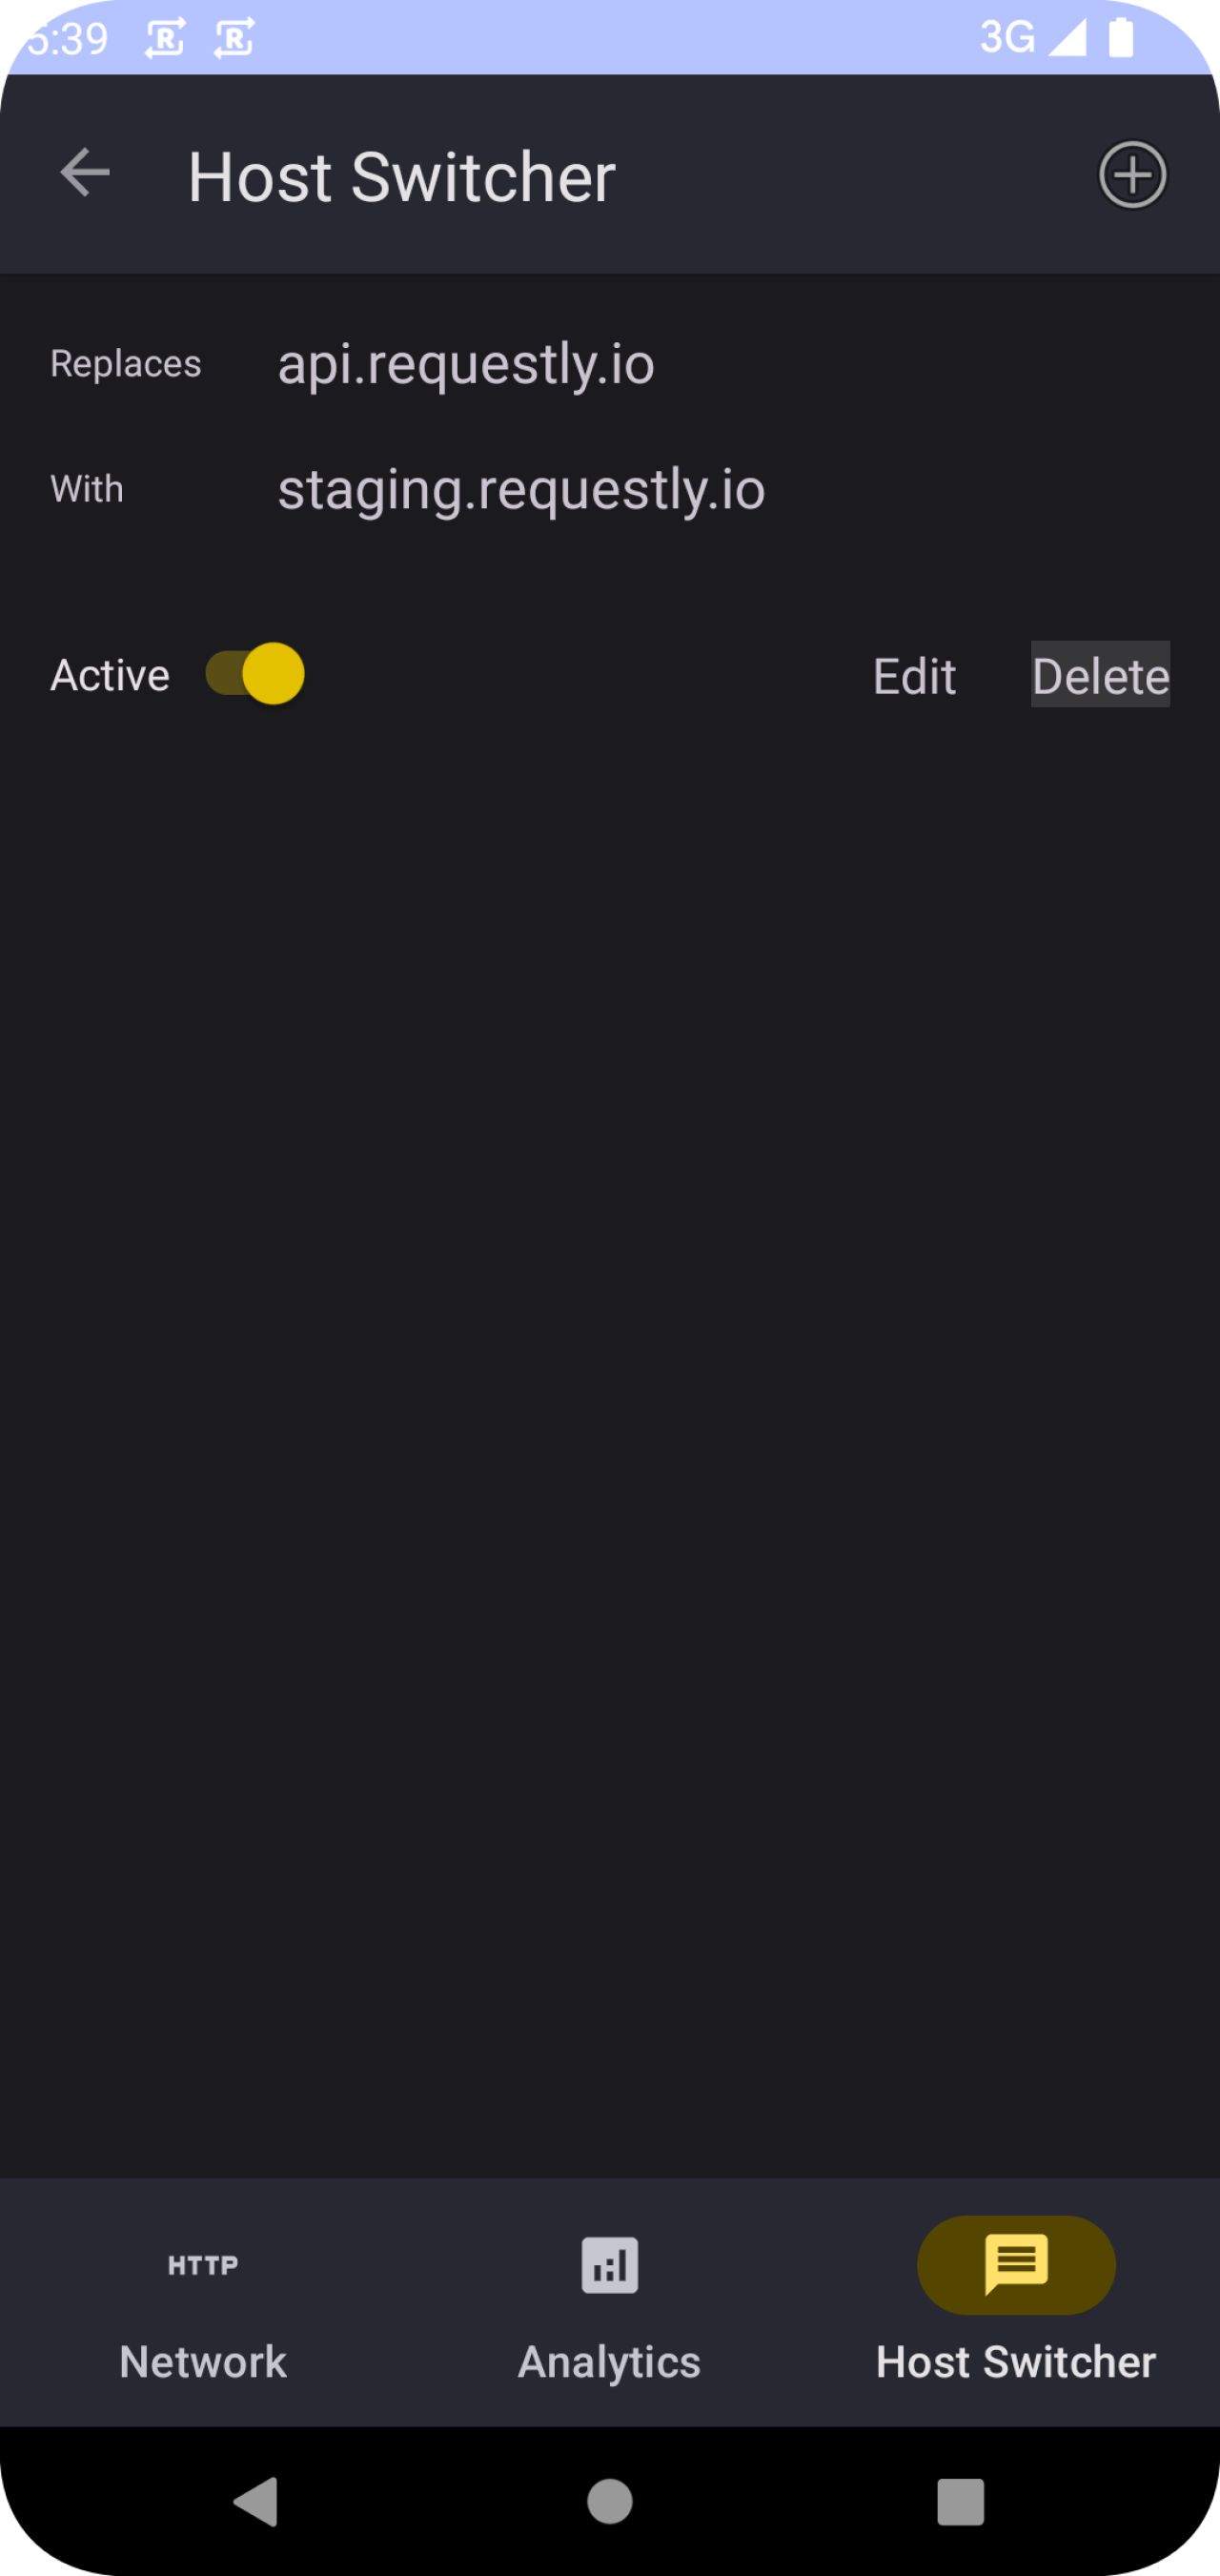 5:39 3G
Host Switcher
Replaces api.requestly.io
With staging.requestly.io
Active Edit Delete
HTTP
Network Analytics Host Switcher